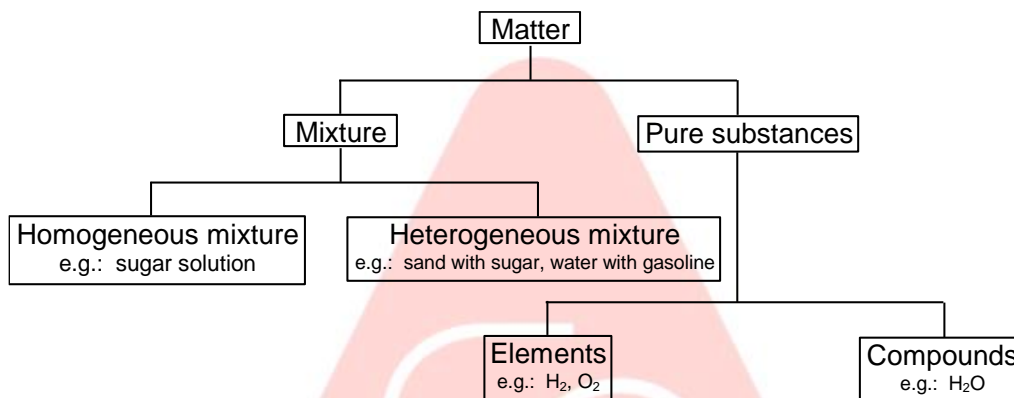 Matter
Mixture
Pure substances
Homogeneous mixture
e.g.: sugar solution
Heterogeneous mixture
e.g.: sand with sugar, water with gasoline
Elements
e.g.: H₂, O₂
Compounds
e.g.: H₂O